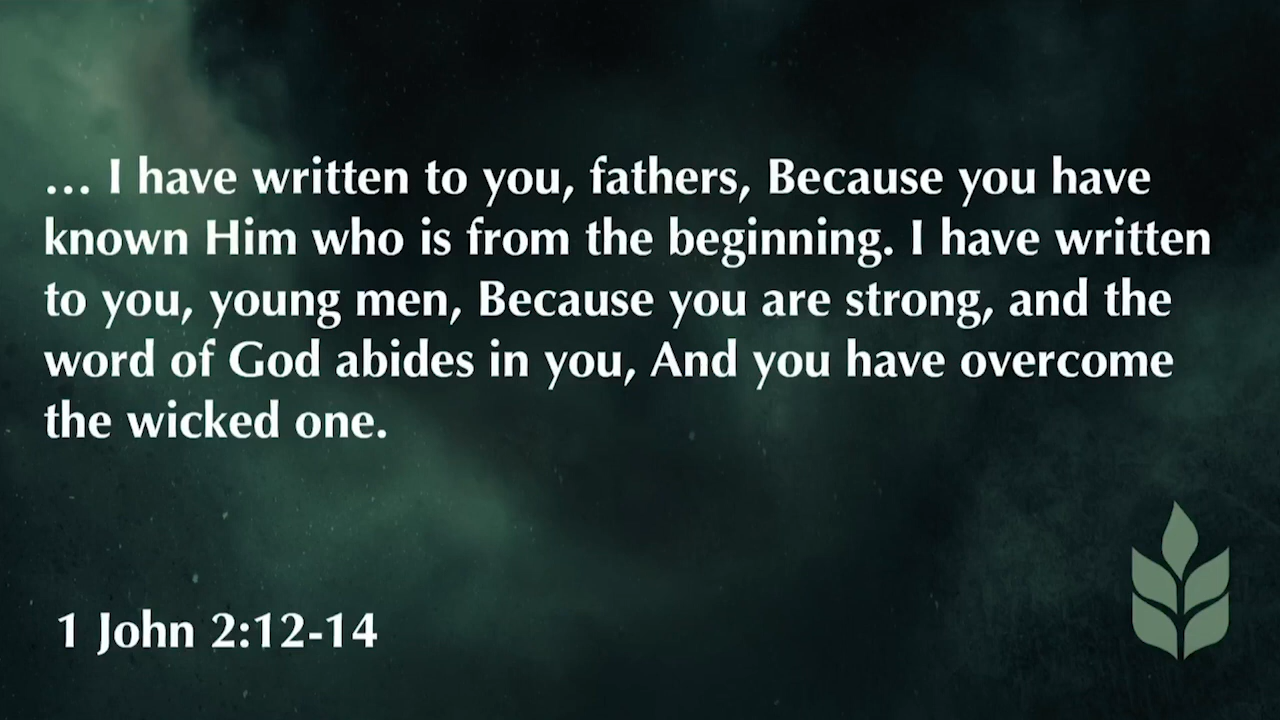 … I have written to you, fathers, Because you have
known Him who is from the beginning. I have written
to you, young men, Because you are strong, and the
word of God abides in you, And you have overcome
the wicked one.
1 John 2:12-14